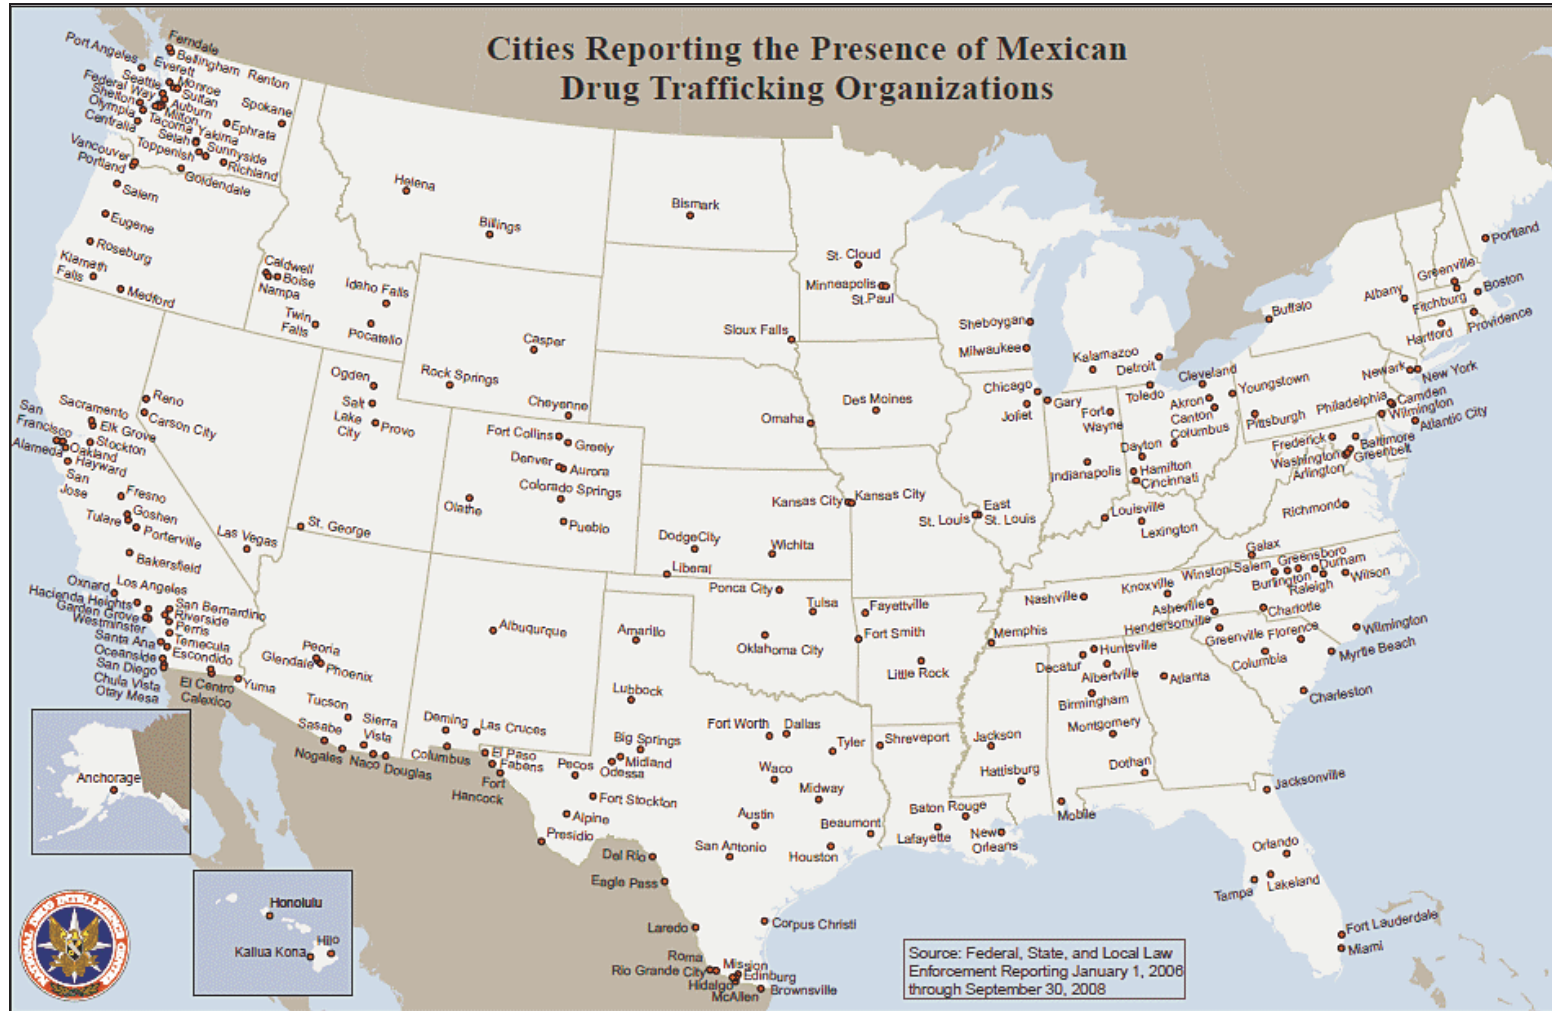 Cities Reporting the Presence of Mexican
Drug Trafficking Organizations
Ferndale
Port Angeles
Bellingham
Renton
Everett
Seattle
Monroe
Federal Way
Sultan
Spokane
Shelton
Auburn
Olympia
Milton
Ephrata
Centralia
Tacoma
Yakima
Selah
Sunnyside
Toppenish
Richland
Vancouver
Portland
Goldendale
Salem
Eugene
Roseburg
Klamath
Falls
Medford
Helena
Billings
Bismark
Caldwell
Boise
Nampa
Idaho Falls
Twin
Falls
Pocatello
Casper
Rock Springs
Cheyenne
St. Cloud
Minneapolis
St.Paul
Sioux Falls
Sheboygan
Milwaukee
Kalamazoo
Detroit
Chicago
Joliet
Gary
Des Moines
Omaha
Ogden
Salt
Lake
City
Provo
St. George
Reno
Carson City
Las Vegas
Sacramento
San
Francisco
Elk Grove
Stockton
Oakland
Alameda
Hayward
San
Jose
Fresno
Goshen
Tulare
Porterville
Bakersfield
Oxnard
Los Angeles
Hacienda Heights
San Bernardino
Garden Grove
Riverside
Westminster
Perris
Santa Ana
Temecula
Oceanside
Escondido
San Diego
Chula Vista
Otay Mesa
El Centro
Calexico
Yuma
Peoria
Glendale
Phoenix
Tucson
Sasabe
Sierra
Vista
Nogales
Naco
Douglas
Fort Collins
Greely
Denver
Aurora
Colorado Springs
Olathe
Pueblo
Albuqurque
Deming
Las Cruces
Columbus
El Paso
Fabens
Fort
Hancock
Kansas City
Kansas City
DodgeCity
Wichita
Liberal
Ponca City
Tulsa
Oklahoma City
Amarillo
Lubbock
Big Springs
Midland
Odessa
Pecos
Fort Stockton
Alpine
Presidio
Fort Worth
Dallas
Tyler
Waco
Midway
Austin
Beaumont
San Antonio
Houston
Del Rio
Eagle Pass
Laredo
Corpus Christi
Roma
Rio Grande City
Mission
Edinburg
Hidalgo
McAllen
Brownsville
St. Louis
East
St. Louis
Fayettville
Fort Smith
Little Rock
Shreveport
Jackson
Hattisburg
Baton Rouge
Lafayette
New
Orleans
Fort
Wayne
Indianapolis
Toledo
Cleveland
Youngstown
Akron
Canton
Columbus
Dayton
Hamilton
Cincinnati
Louisville
Lexington
Nashville
Knoxville
Memphis
Decatur
Huntsville
Albertville
Birmingham
Montgomery
Dothan
Mobile
Atlanta
Portland
Greenville
Boston
Fitchburg
Albany
Buffalo
Hartford
Providence
Newark
New York
Pittsburgh
Philadelphia
Camden
Wilmington
Atlantic City
Frederick
Baltimore
Washington
Greenbelt
Arlington
Richmond
Galax
Winston-Salem
Greensboro
Burlington
Durham
Raleigh
Wilson
Asheville
Hendersonville
Charlotte
Wilmington
Greenville
Florence
Columbia
Myrtle Beach
Charleston
Jacksonville
Orlando
Tampa
Lakeland
Fort Lauderdale
Miami
Anchorage
Honolulu
Kailua Kona
Hilo
Source: Federal, State, and Local Law
Enforcement Reporting January 1, 2006
through September 30, 2008